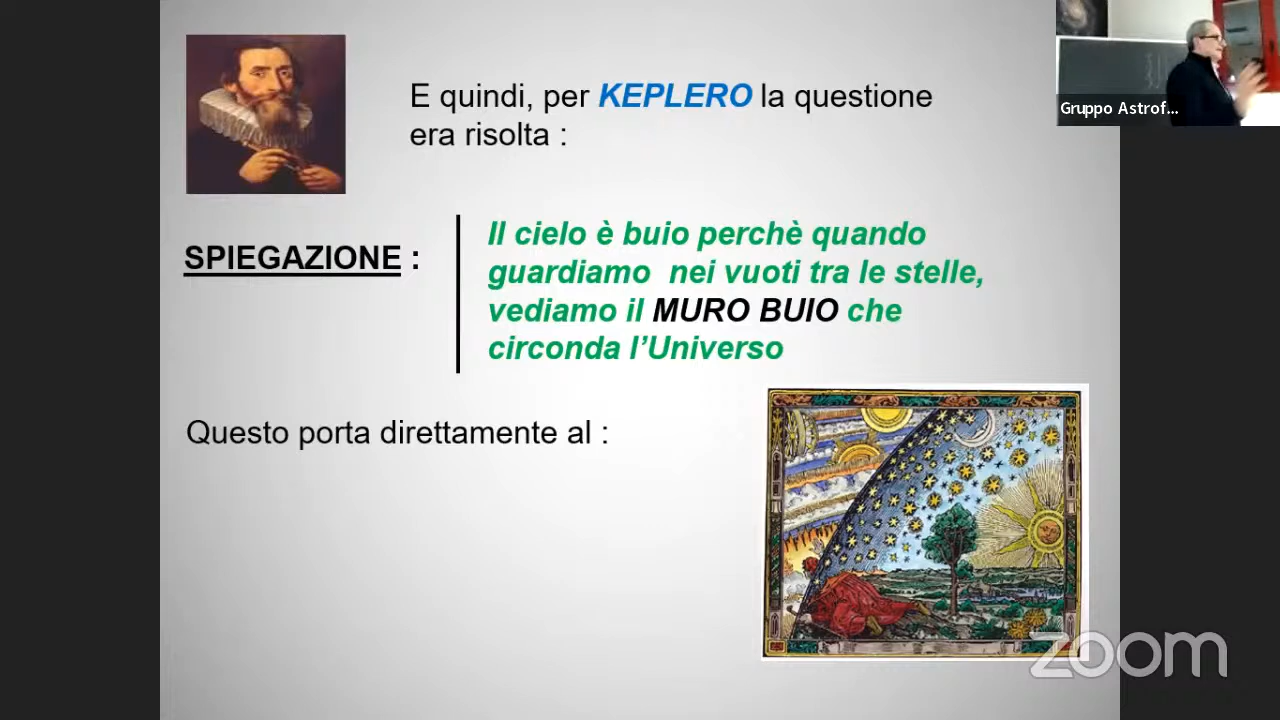 E quindi, per KEPLERO la questione
era risolta :
Gruppo Astrof...
SPIEGAZIONE :
Il cielo è buio perchè quando
guardiamo nei vuoti tra le stelle,
vediamo il MURO BUIO che
circonda l'Universo
Questo porta direttamente al :
zoom